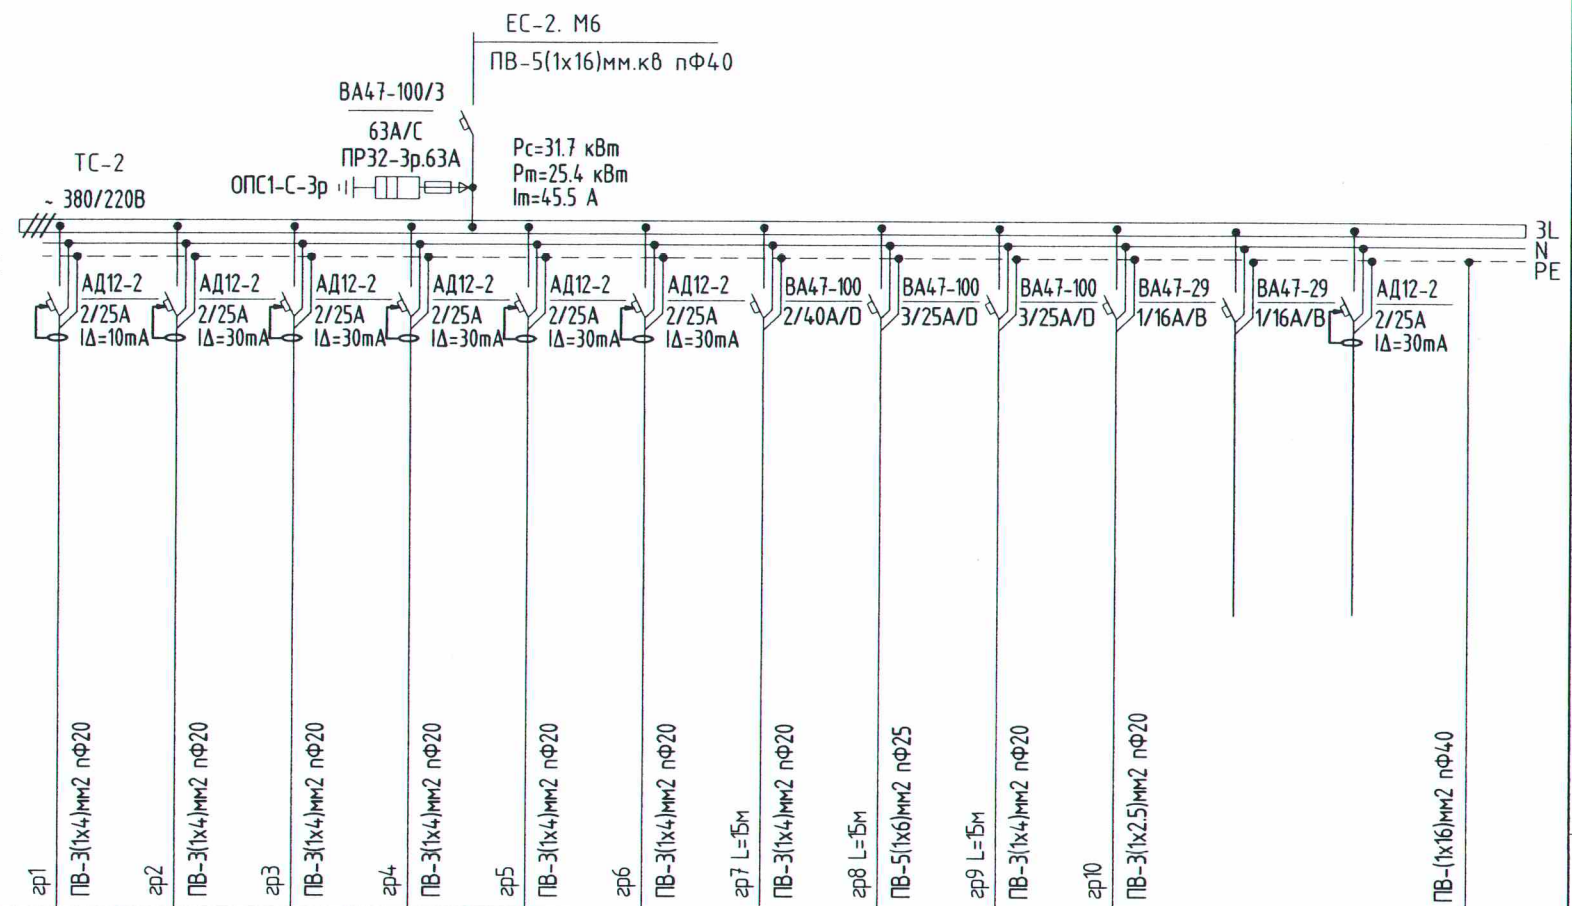 ЕС-2. М6
ПВ-5(1х16)мм.кв пФ40
ВА47-100/3
63А/С
ПР32-3р.63А
ОПС1-С-3р
Рс=31.7 кВт
Рт=25.4 кВт
Iт=45.5 А
ТС-2
~ 380/220В
3L
N
PE
АД12-2
2/25А
IΔ=10mA
АД12-2
2/25А
IΔ=30mA
АД12-2
2/25А
IΔ=30mA
АД12-2
2/25А
IΔ=30mA
АД12-2
2/25А
IΔ=30mA
АД12-2
2/25А
IΔ=30mA
ВА47-100
2/40А/D
ВА47-100
3/25А/D
ВА47-100
3/25А/D
ВА47-29
1/16А/В
ВА47-29
1/16А/В
АД12-2
2/25А
IΔ=30mA
гр1
ПВ-3(1х4)мм2 пФ20
гр2
ПВ-3(1х4)мм2 пФ20
гр3
ПВ-3(1х4)мм2 пФ20
гр4
ПВ-3(1х4)мм2 пФ20
гр5
ПВ-3(1х4)мм2 пФ20
гр6
ПВ-3(1х4)мм2 пФ20
гр7 L=15м
ПВ-3(1х4)мм2 пФ20
гр8 L=15м
ПВ-5(1х6)мм2 пФ25
гр9 L=15м
ПВ-3(1х4)мм2 пФ20
гр10
ПВ-3(1х2.5)мм2 пФ20
ПВ-(1х16)мм2 пФ40